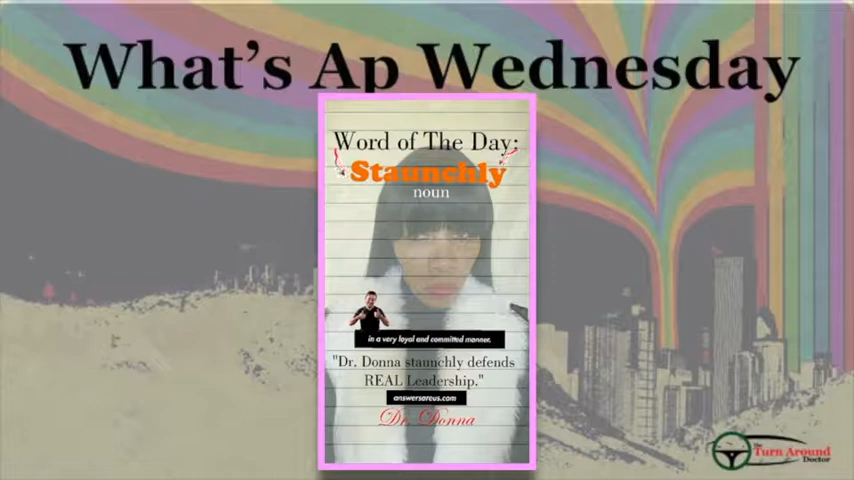 What's Ap Wednesday
Word of The Day:
Staunchly
noun
in a very loyal and committed manner.
"Dr. Donna staunchly defends
REAL Leadership."
answersareus.com
Dr. Donna
The
Turn Around
Doctor